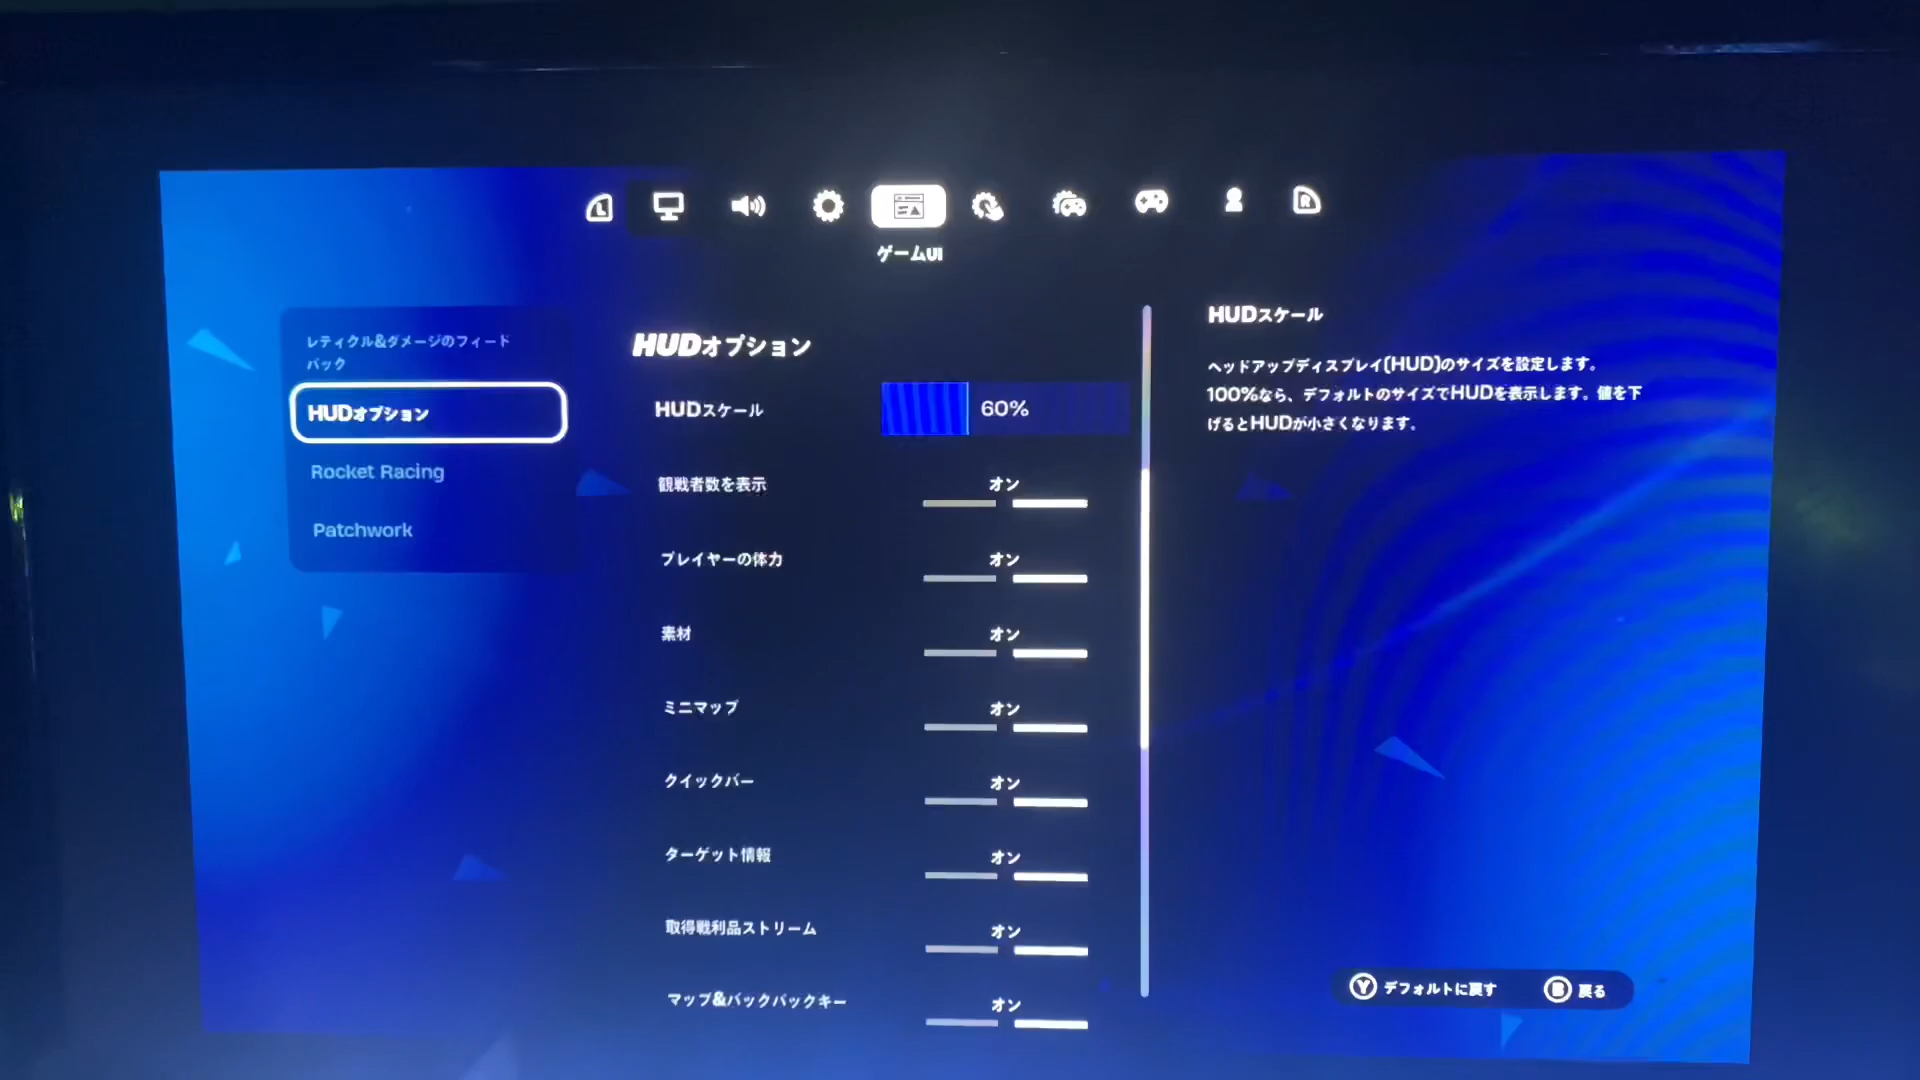 L
R
ゲームUI
レティクル&ダメージのフィード
バック
HUDオプション
Rocket Racing
Patchwork
HUDオプション
HUDスケール
60%
観戦者数を表示
オン
プレイヤーの体力
オン
素材
オン
ミニマップ
オン
クイックバー
オン
ターゲット情報
オン
取得戦利品ストリーム
オン
マップ&バックパックキー
オン
HUDスケール
ヘッドアップディスプレイ(HUD)のサイズを設定します。
100%なら、デフォルトのサイズでHUDを表示します。値を下
げるとHUDが小さくなります。
Y デフォルトに戻す
B 戻る